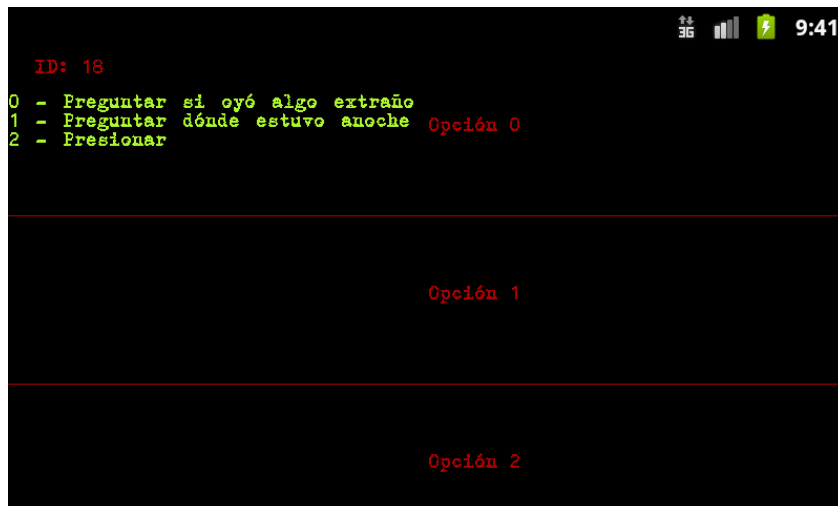 3G 9:41
ID: 18
0 - Preguntar si oyó algo extraño
1 - Preguntar dónde estuvo anoche
2 - Presionar
Opción 0
Opción 1
Opción 2